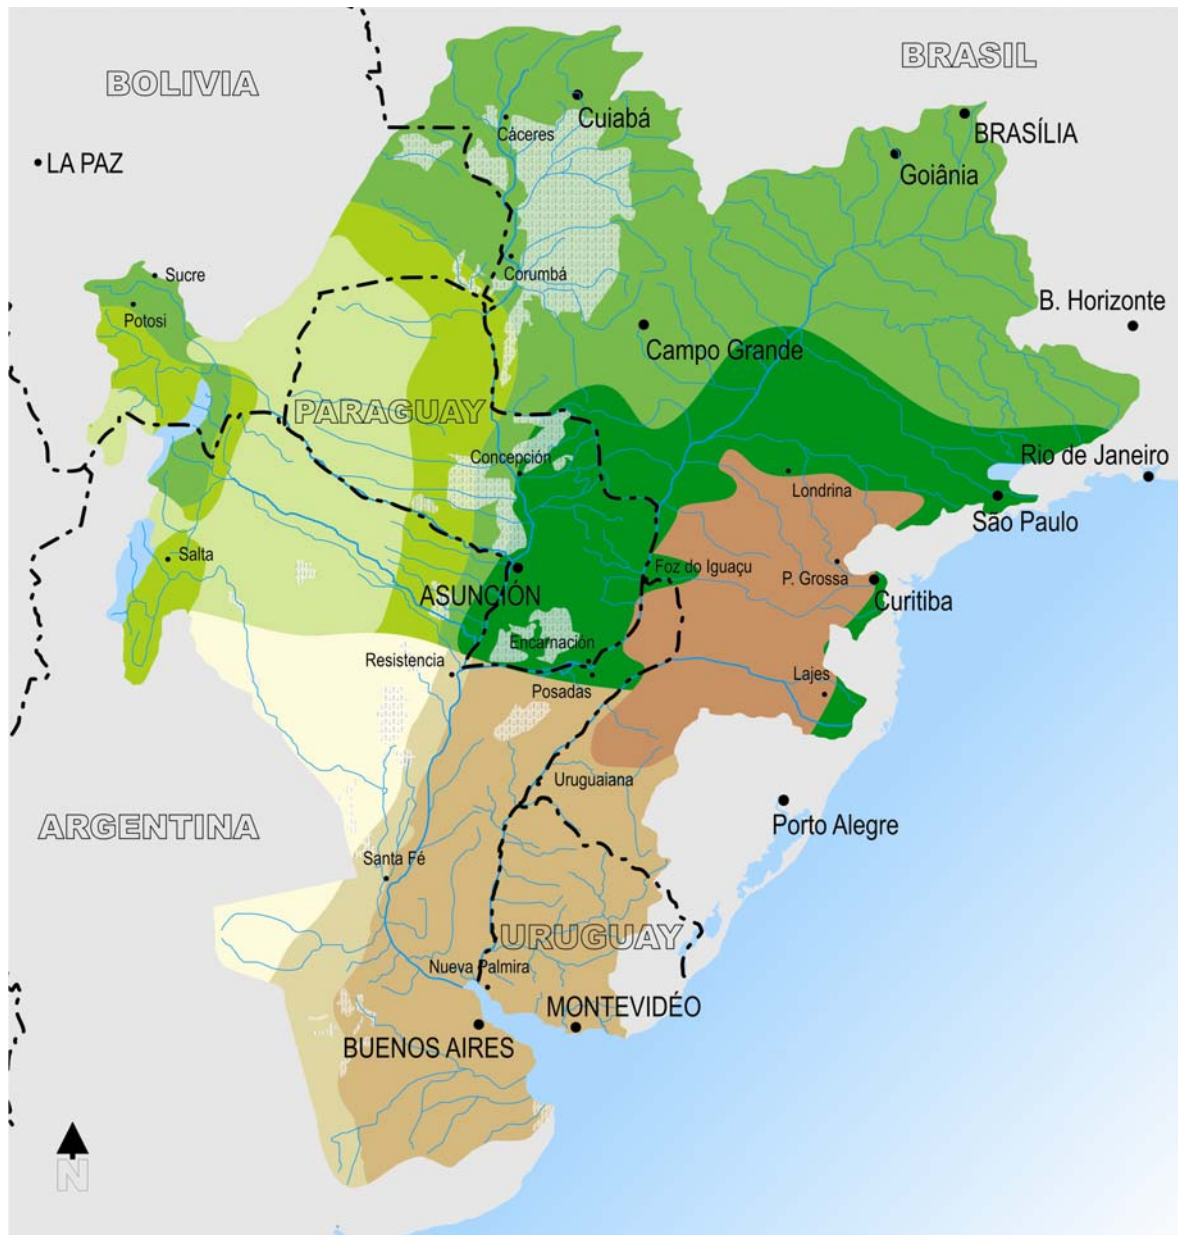 BRASIL
BOLIVIA
Cuiabá
Cáceres
BRASÍLIA
LA PAZ
Goiânia
Sucre
Corumbá
B. Horizonte
Potosi
Campo Grande
PARAGUAY
Concepción
Rio de Janeiro
Londrina
São Paulo
Salta
Foz do Iguaçu
P. Grossa
ASUNCIÓN
Curitiba
Encarnación
Resistencia
Lajes
Posadas
Uruguaiana
ARGENTINA
Porto Alegre
Santa Fé
URUGUAY
Nueva Palmira
MONTEVIDÉO
BUENOS AIRES
N